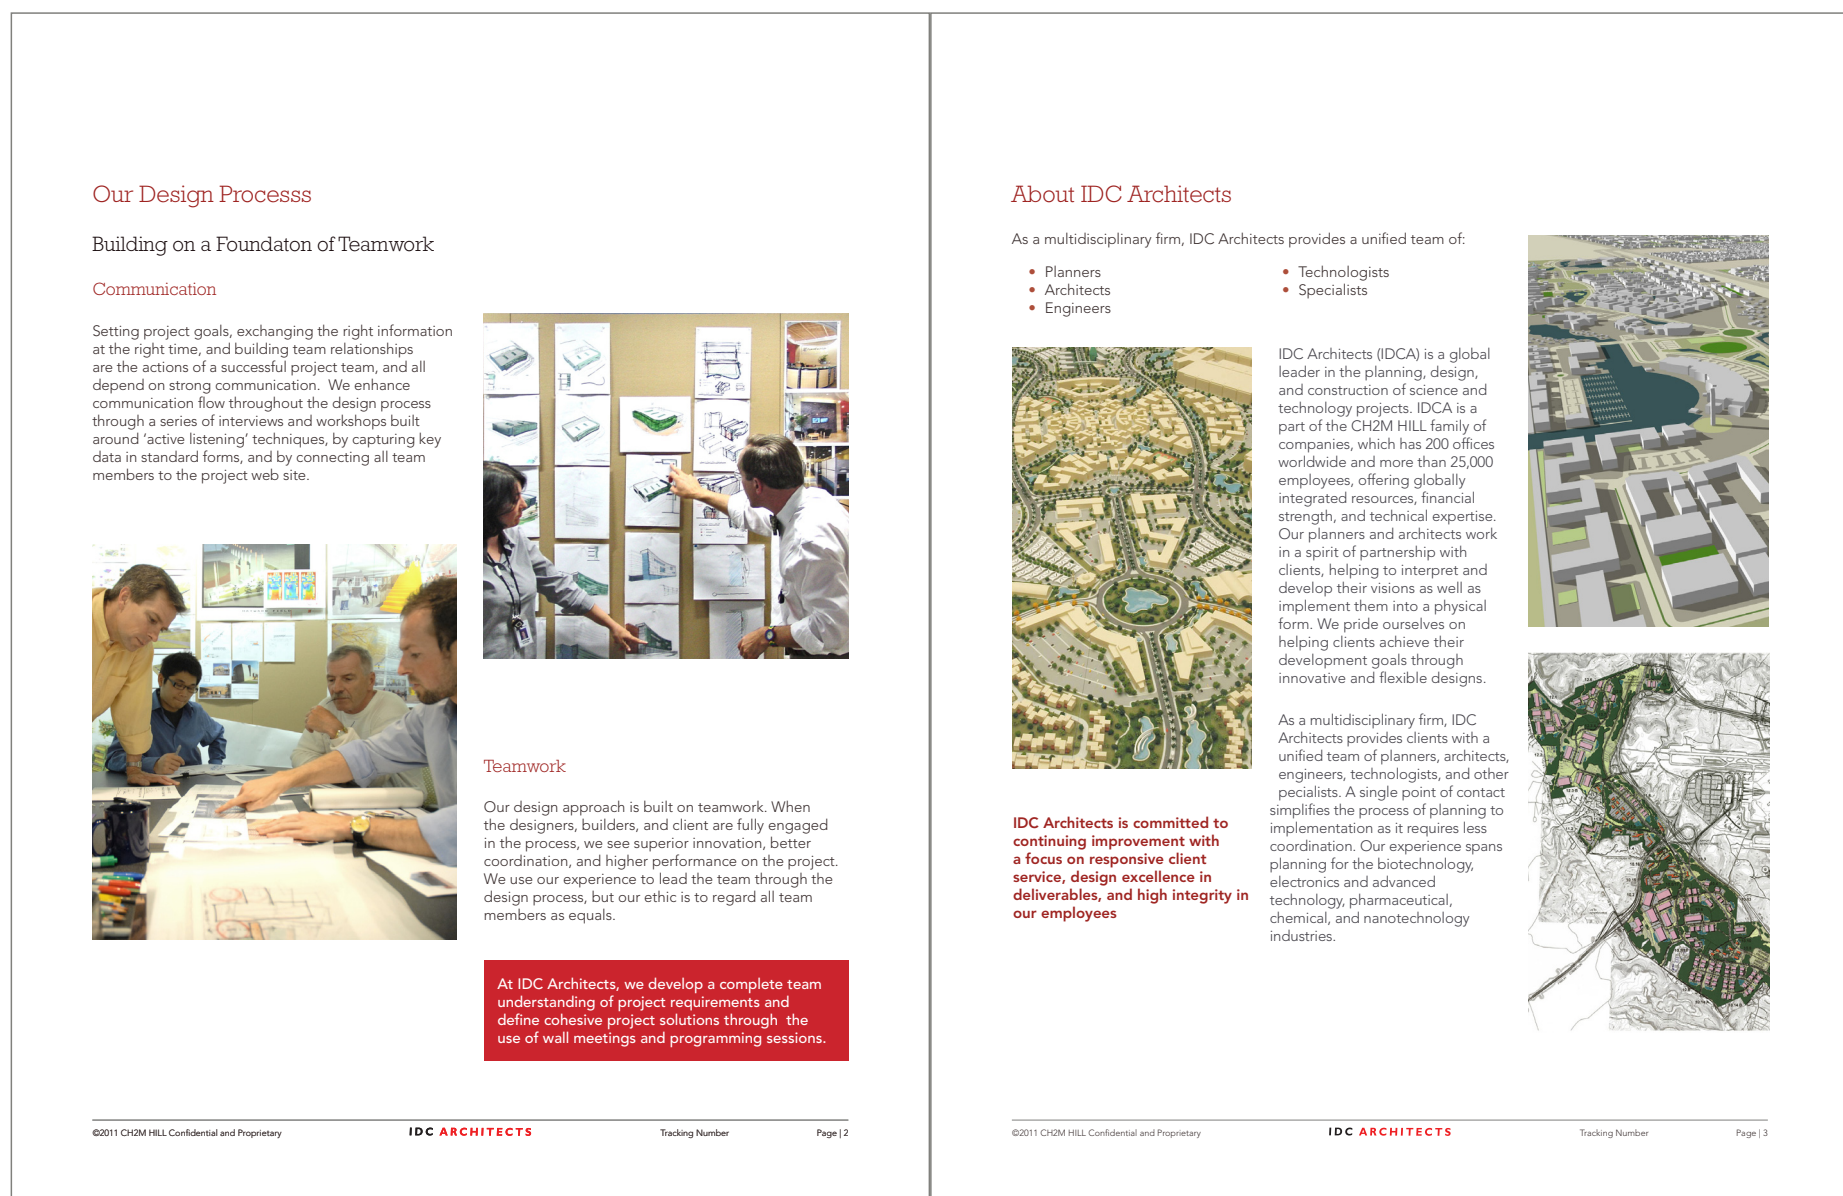 Our Design Processs
Building on a Foundaton of Teamwork
Communication
Setting project goals, exchanging the right information
at the right time, and building team relationships
are the actions of a successful project team, and all
depend on strong communication.  We enhance
communication flow throughout the design process
through a series of interviews and workshops built
around ‘active listening’ techniques, by capturing key
data in standard forms, and by connecting all team
members to the project web site.
Teamwork
Our design approach is built on teamwork. When
the designers, builders, and client are fully engaged
in the process, we see superior innovation, better
coordination, and higher performance on the project.
We use our experience to lead the team through the
design process, but our ethic is to regard all team
members as equals.
At IDC Architects, we develop a complete team
understanding of project requirements and
define cohesive project solutions through  the
use of wall meetings and programming sessions.
©2011 CH2M HILL Confidential and Proprietary
IDC ARCHITECTS
Tracking Number
Page | 2
About IDC Architects
As a multidisciplinary firm, IDC Architects provides a unified team of:
• Planners
• Architects
• Engineers
• Technologists
• Specialists
IDC Architects (IDCA) is a global
leader in the planning, design,
and construction of science and
technology projects. IDCA is a
part of the CH2M HILL family of
companies, which has 200 offices
worldwide and more than 25,000
employees, offering globally
integrated resources, financial
strength, and technical expertise.
Our planners and architects work
in a spirit of partnership with
clients, helping to interpret and
develop their visions as well as
implement them into a physical
form. We pride ourselves on
helping clients achieve their
development goals through
innovative and flexible designs.
As a multidisciplinary firm, IDC
Architects provides clients with a
unified team of planners, architects,
engineers, technologists, and other
pecialists. A single point of contact
simplifies the process of planning to
implementation as it requires less
coordination. Our experience spans
planning for the biotechnology,
electronics and advanced
technology, pharmaceutical,
chemical, and nanotechnology
industries.
IDC Architects is committed to
continuing improvement with
a focus on responsive client
service, design excellence in
deliverables, and high integrity in
our employees
©2011 CH2M HILL Confidential and Proprietary
IDC ARCHITECTS
Tracking Number
Page | 3